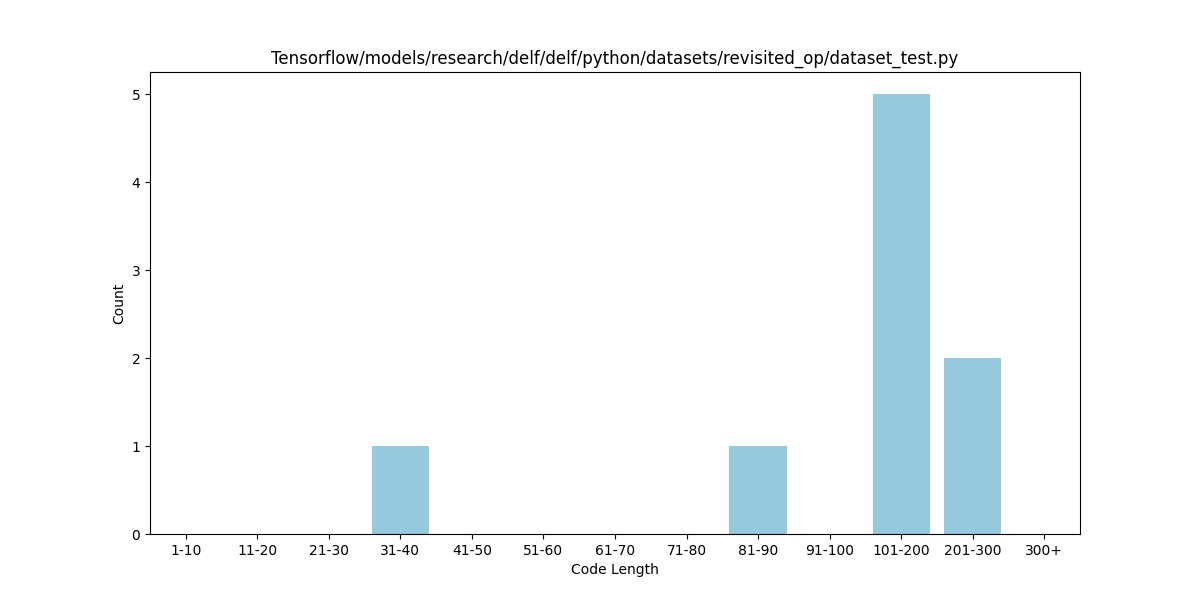 Tensorflow/models/research/delf/delf/python/datasets/revisited_op/dataset_test.py
5
4
3
2
1
0
Count
1-10 11-20 21-30 31-40 41-50 51-60 61-70 71-80 81-90 91-100 101-200 201-300 300+
Code Length